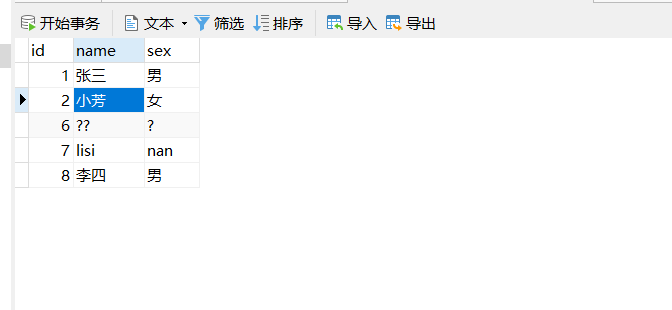 开始事务 文本 筛选 排序 导入 导出
id name sex
1 张三 男
2 小芳 女
6 ?? ?
7 lisi nan
8 李四 男